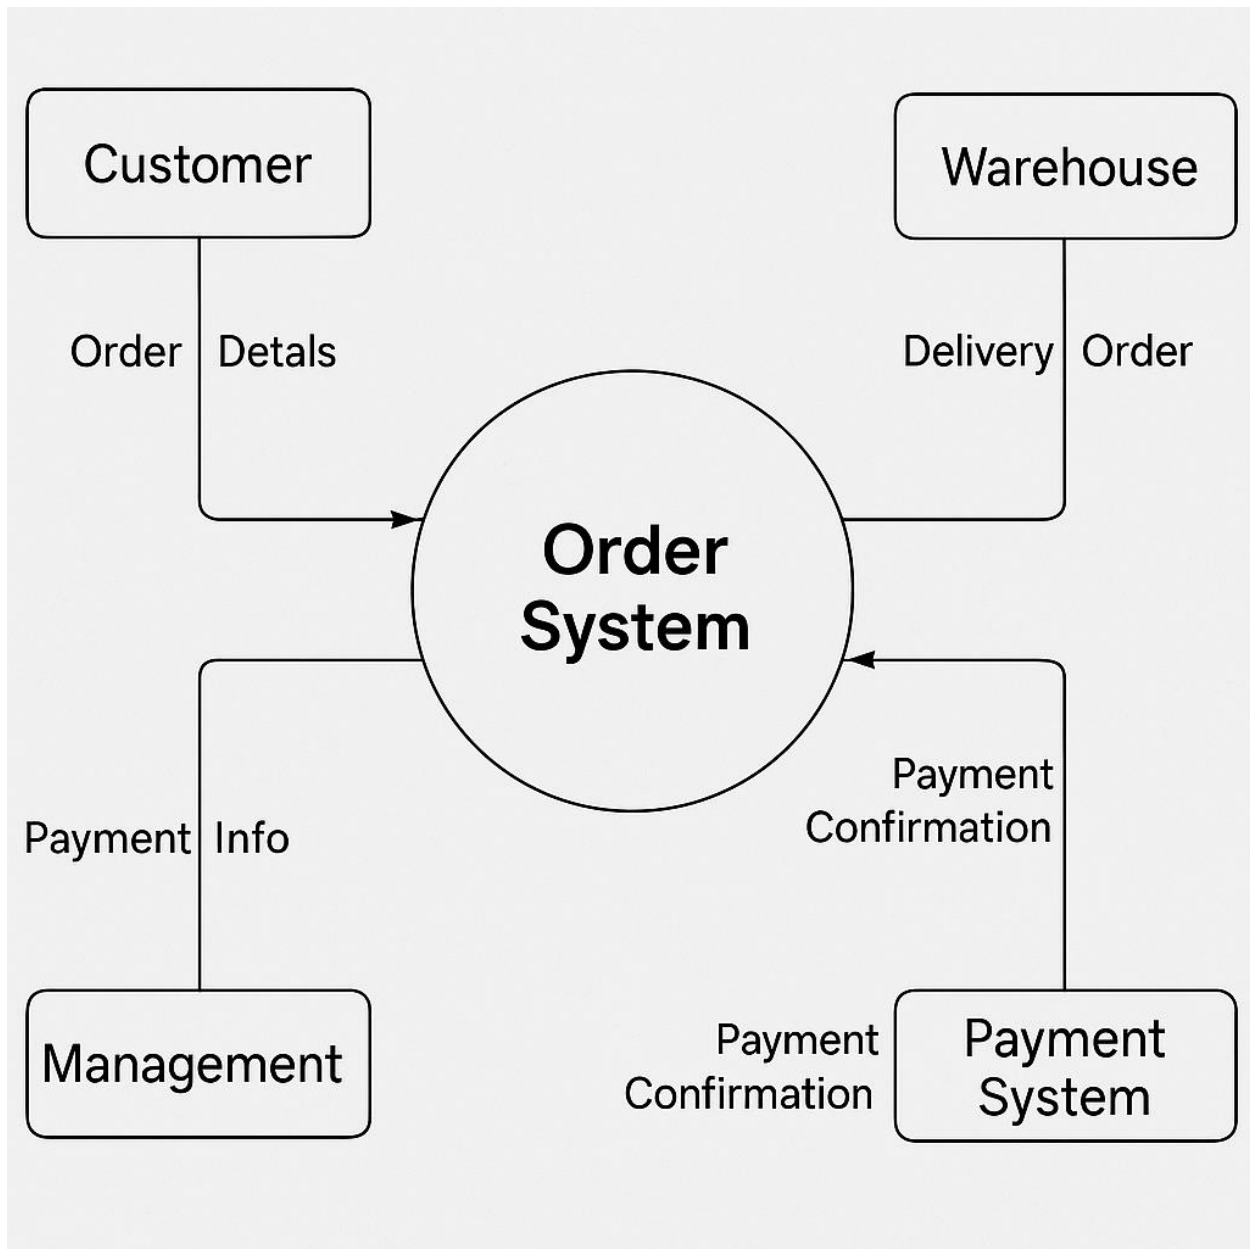 Customer
Warehouse
Order Detals
Delivery Order
Order
System
Payment
Confirmation
Payment Info
Management
Payment
Confirmation
Payment
System